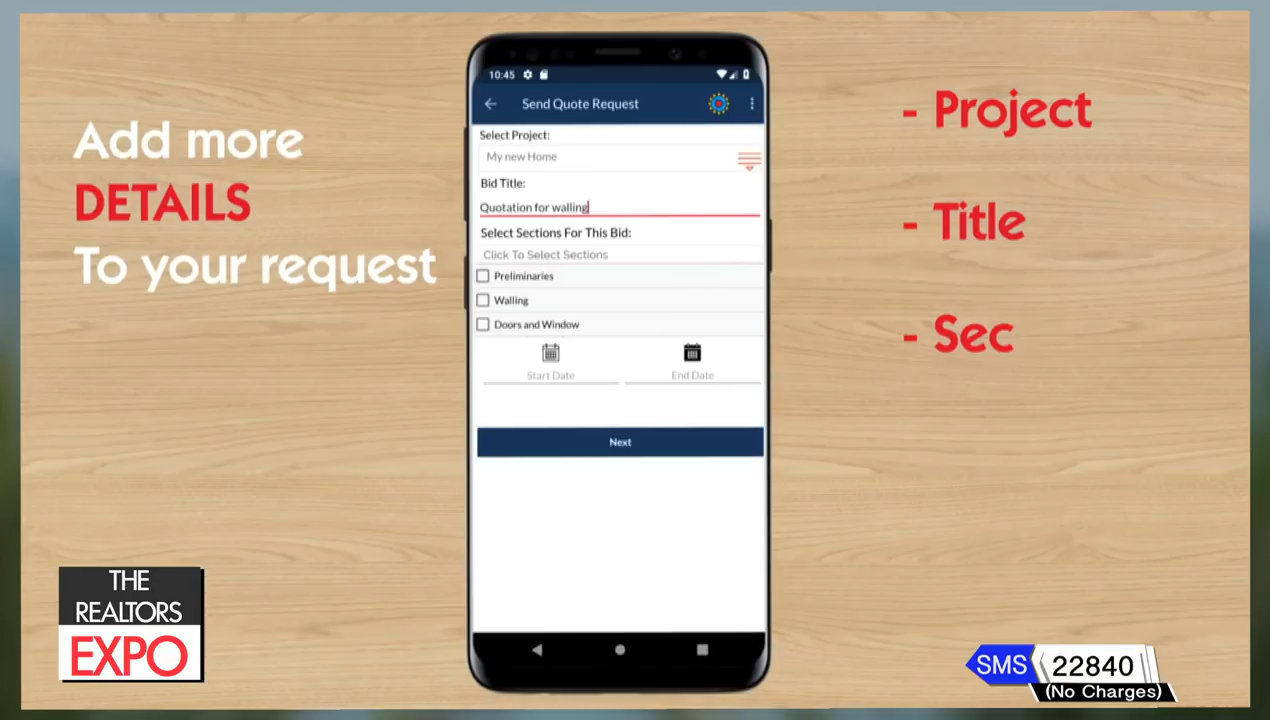 Add more
DETAILS
To your request
10:45
Send Quote Request
Select Project:
My new Home
Bid Title:
Quotation for walling
Select Sections For This Bid:
Click To Select Sections
Preliminaries
Walling
Doors and Window
Start Date
End Date
Next
- Project
- Title
- Sec
THE
REALTORS
EXPO
SMS 22840
(No Charges)